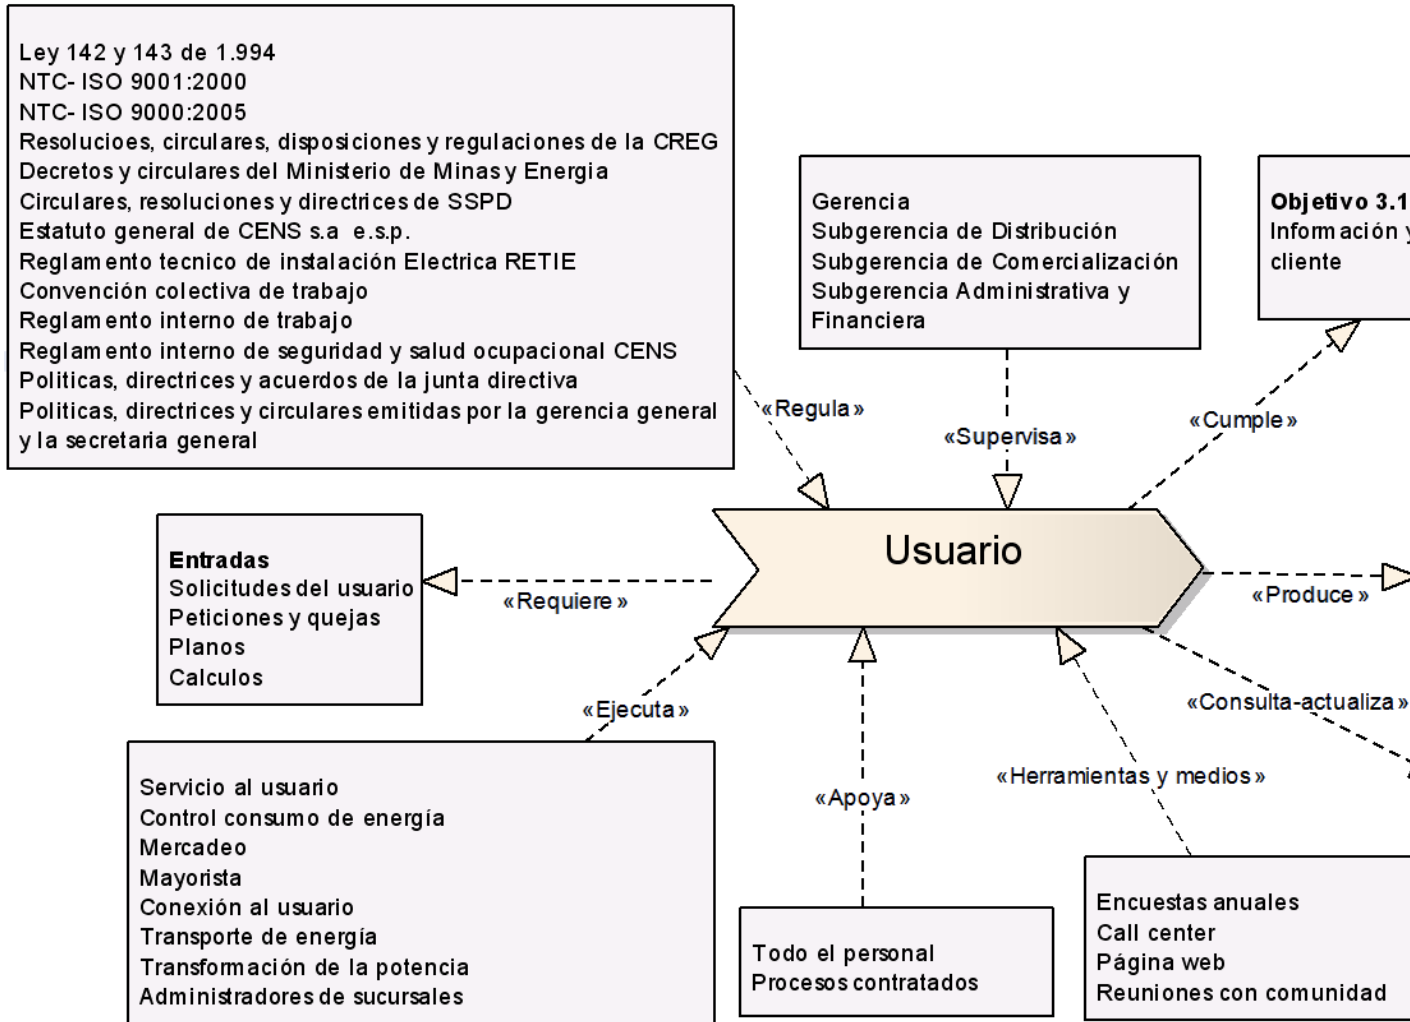 Ley 142 y 143 de 1.994
NTC- ISO 9001:2000
NTC- ISO 9000:2005
Resolucioes, circulares, disposiciones y regulaciones de la CREG
Decretos y circulares del Ministerio de Minas y Energia
Circulares, resoluciones y directrices de SSPD
Estatuto general de CENS s.a e.s.p.
Reglamento tecnico de instalación Electrica RETIE
Convención colectiva de trabajo
Reglamento interno de trabajo
Reglamento interno de seguridad y salud ocupacional CENS
Politicas, directrices y acuerdos de la junta directiva
Politicas, directrices y circulares emitidas por la gerencia general
y la secretaria general
Gerencia
Subgerencia de Distribución
Subgerencia de Comercialización
Subgerencia Administrativa y
Financiera
Objetivo 3.1
Información y
cliente
«Regula»
«Supervisa»
«Cumple»
Usuario
Entradas
Solicitudes del usuario
Peticiones y quejas
Planos
Calculos
«Requiere»
«Produce»
«Ejecuta»
«Apoya»
«Herramientas y medios»
«Consulta-actualiza»
Servicio al usuario
Control consumo de energía
Mercadeo
Mayorista
Conexión al usuario
Transporte de energía
Transformación de la potencia
Administradores de sucursales
Todo el personal
Procesos contratados
Encuestas anuales
Call center
Página web
Reuniones con comunidad